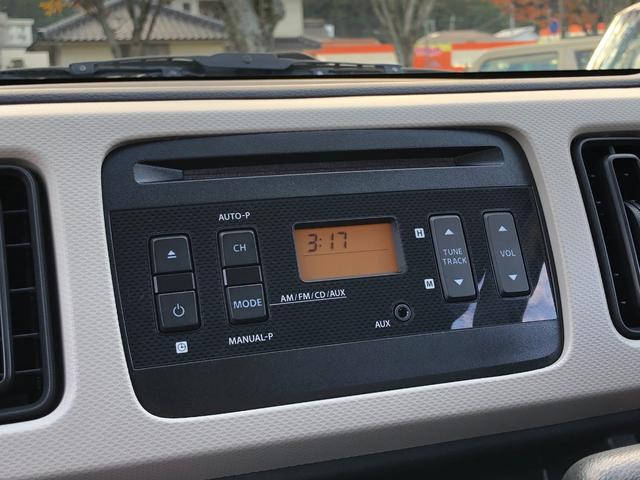 AUTO-P
CH
3:17
H
TUNE
TRACK
VOL
MODE
AM/FM/CD/AUX
M
AUX
MANUAL-P